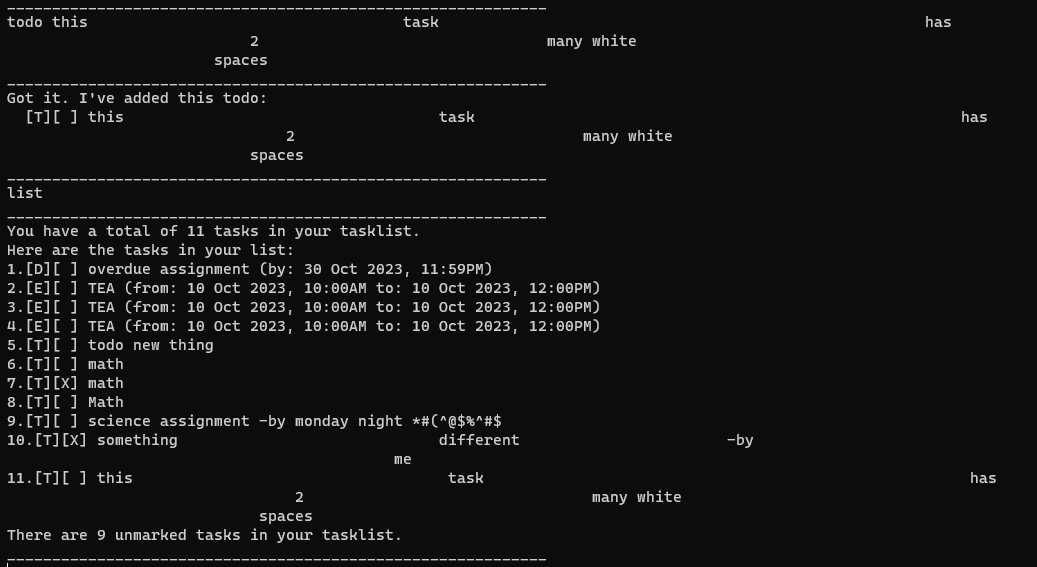 ____________________________________________________________
todo this                                   task                                                      has
                           2                                many white
                       spaces
____________________________________________________________
Got it. I've added this todo:
  [T][ ] this                                   task                                                      has
                               2                                many white
                           spaces
____________________________________________________________
list
____________________________________________________________
You have a total of 11 tasks in your tasklist.
Here are the tasks in your list:
1.[D][ ] overdue assignment (by: 30 Oct 2023, 11:59PM)
2.[E][ ] TEA (from: 10 Oct 2023, 10:00AM to: 10 Oct 2023, 12:00PM)
3.[E][ ] TEA (from: 10 Oct 2023, 10:00AM to: 10 Oct 2023, 12:00PM)
4.[E][ ] TEA (from: 10 Oct 2023, 10:00AM to: 10 Oct 2023, 12:00PM)
5.[T][ ] todo new thing
6.[T][ ] math
7.[T][X] math
8.[T][ ] Math
9.[T][ ] science assignment -by monday night *#(^@$%^#$
10.[T][X] something                             different                       -by
                                           me
11.[T][ ] this                                   task                                                      has
                                2                                many white
                            spaces
There are 9 unmarked tasks in your tasklist.
____________________________________________________________